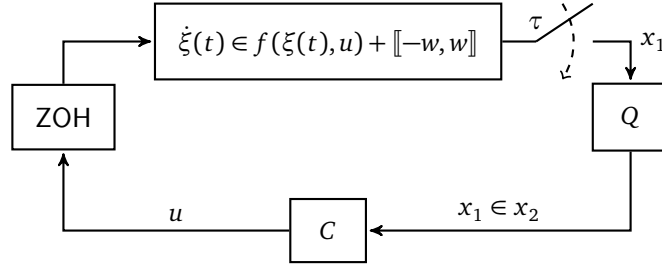 ξ̇(t) ∈ f(ξ(t), u) + ⟦−w, w⟧
τ
x₁
ZOH
Q
u
C
x₁ ∈ x₂